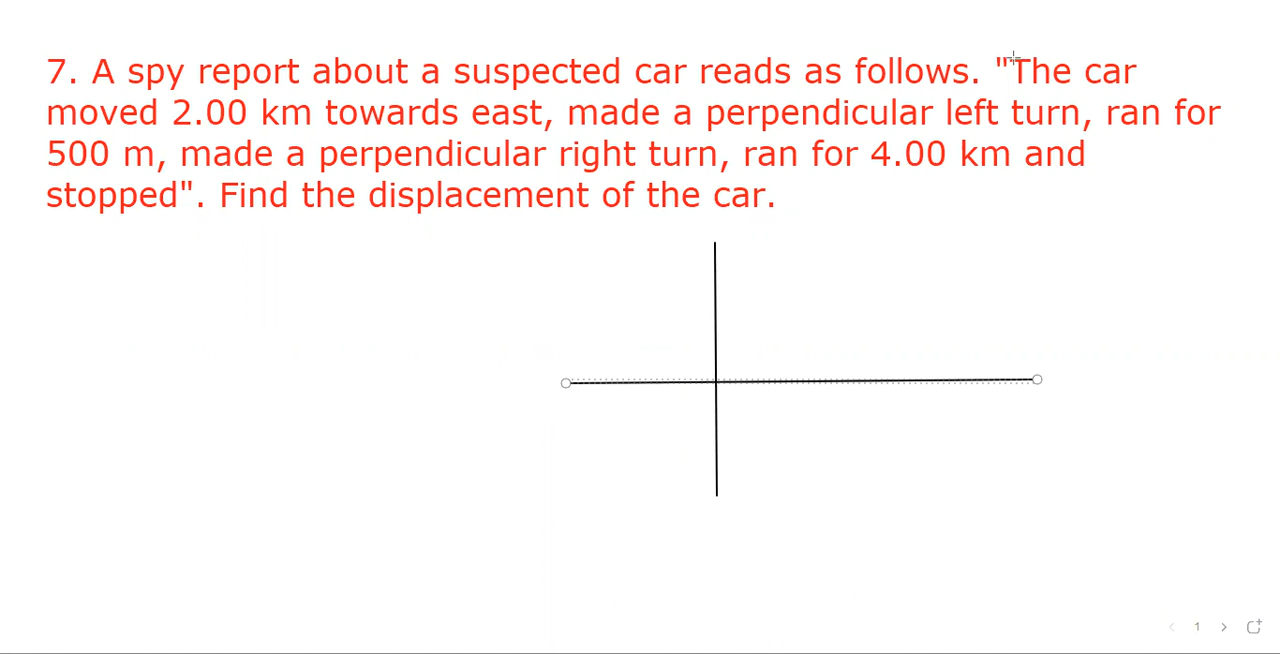 7. A spy report about a suspected car reads as follows. "The car
moved 2.00 km towards east, made a perpendicular left turn, ran for
500 m, made a perpendicular right turn, ran for 4.00 km and
stopped". Find the displacement of the car.
1